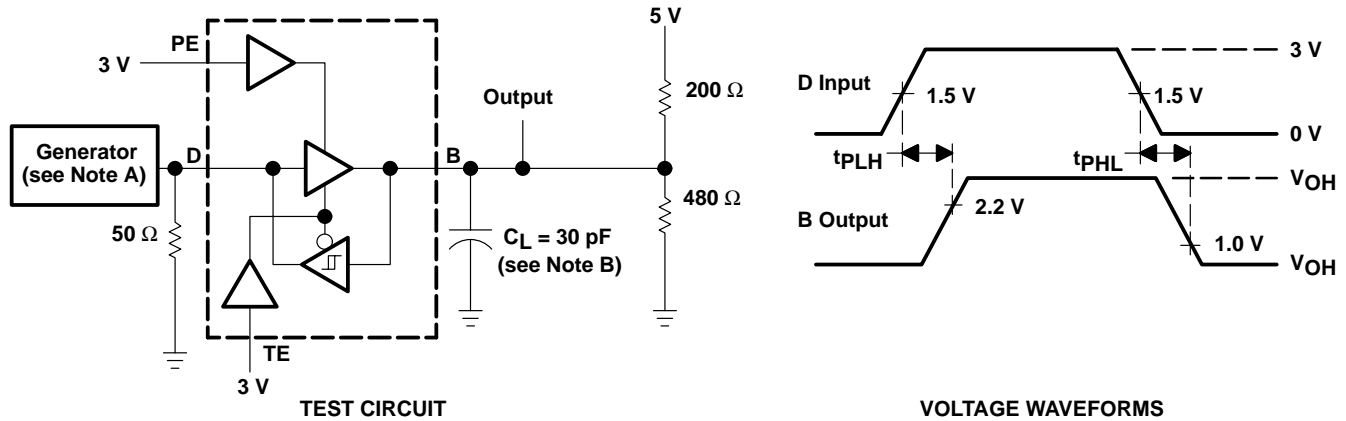 5 V
PE
3 V
200 Ω
Output
Generator
(see Note A)
D
B
50 Ω
480 Ω
CL = 30 pF
(see Note B)
TE
3 V
TEST CIRCUIT
3 V
D Input
1.5 V
1.5 V
0 V
tPLH
tPHL
VOH
2.2 V
B Output
1.0 V
VOH
VOLTAGE WAVEFORMS